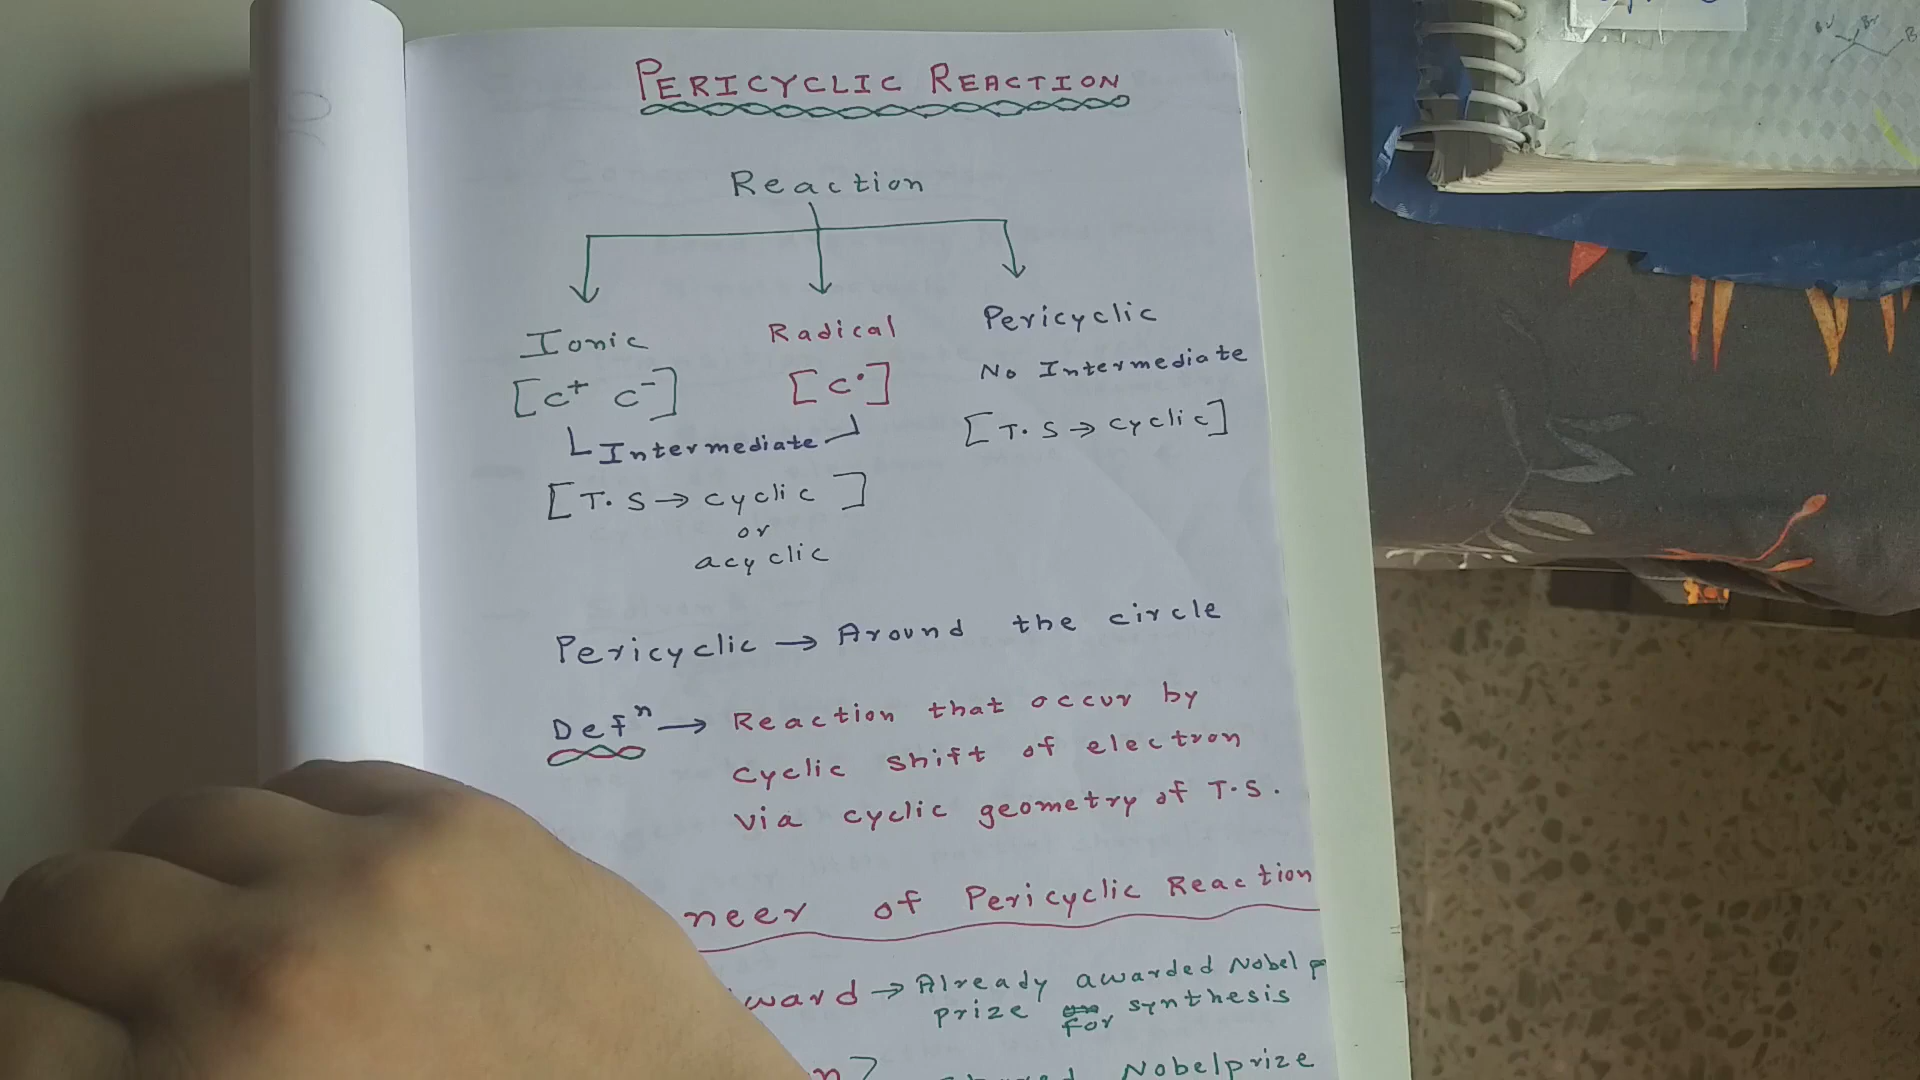 PERICYCLIC REACTION
Reaction
Ionic Radical Pericyclic
[C+ C-] [C•] No Intermediate
Intermediate [T.S → cyclic]
[T.S → cyclic]
or
acyclic
Pericyclic → Around the circle
Defⁿ → Reaction that occur by
cyclic shift of electron
via cyclic geometry of T.S.
neer of Pericyclic Reaction
ward → Already awarded Nobel
prize for synthesis
Nobelprize